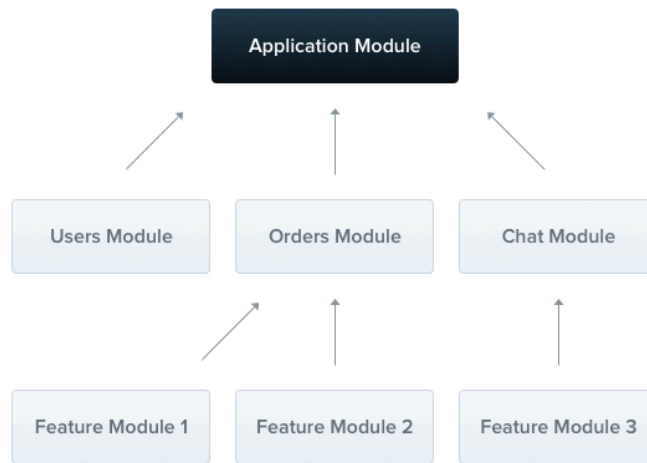 Application Module
Users Module
Orders Module
Chat Module
Feature Module 1
Feature Module 2
Feature Module 3